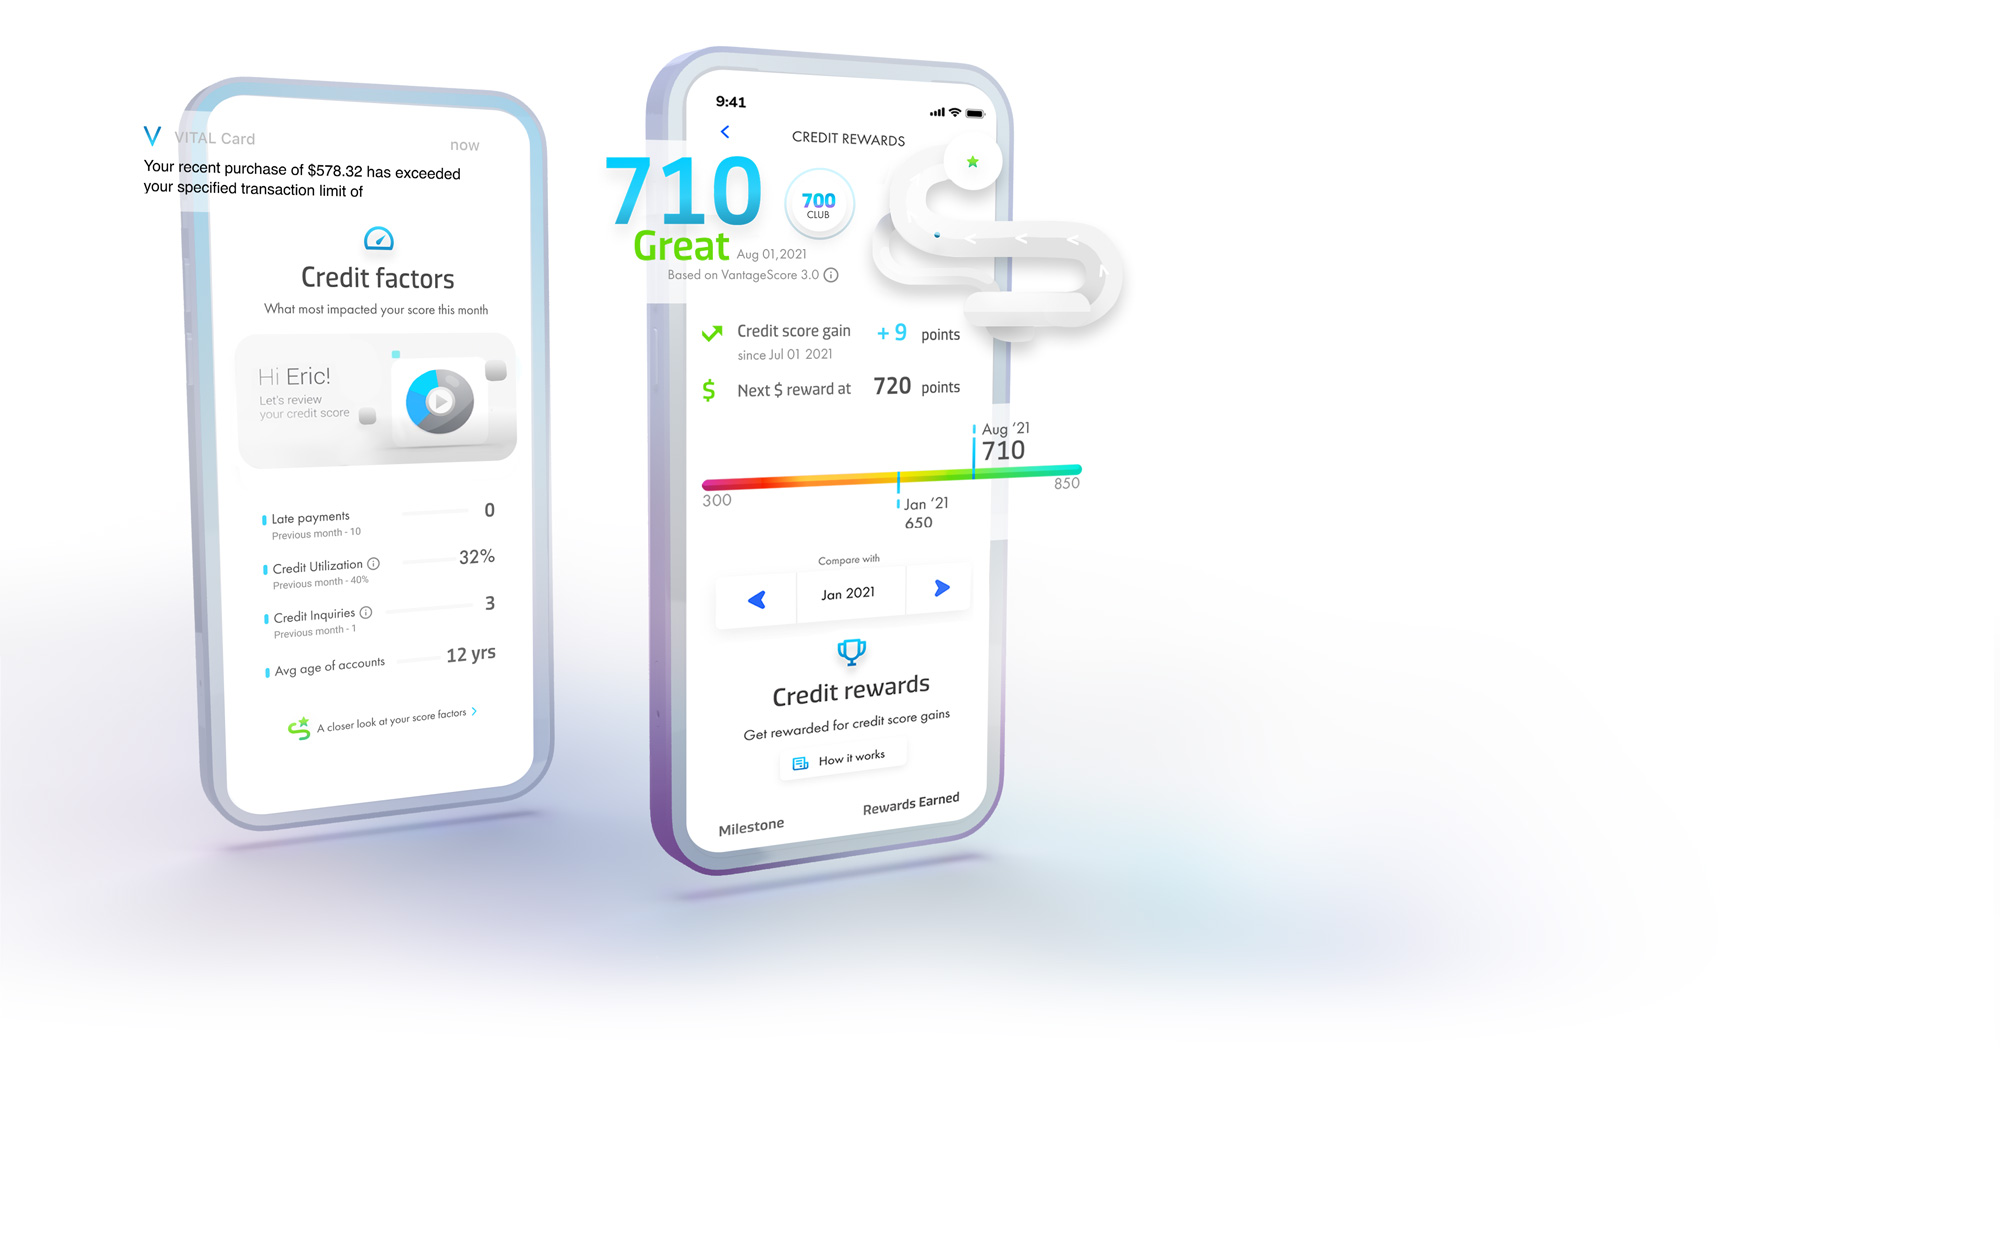 VITAL Card
now
Your recent purchase of $578.32 has exceeded
your specified transaction limit of
Credit factors
What most impacted your score this month
Hi Eric!
Let's review
your credit score
Late payments
0
Previous month - 10
Credit Utilization
32%
Previous month - 40%
Credit Inquiries
3
Previous month - 1
Avg age of accounts
12 yrs
A closer look at your score factors
9:41
CREDIT REWARDS
710
700
CLUB
Great
Aug 01,2021
Based on VantageScore 3.0
Credit score gain
+ 9 points
since Jul 01 2021
$
Next $ reward at
720 points
Aug '21
710
300
850
Jan '21
650
Compare with
Jan 2021
Credit rewards
Get rewarded for credit score gains
How it works
Milestone
Rewards Earned